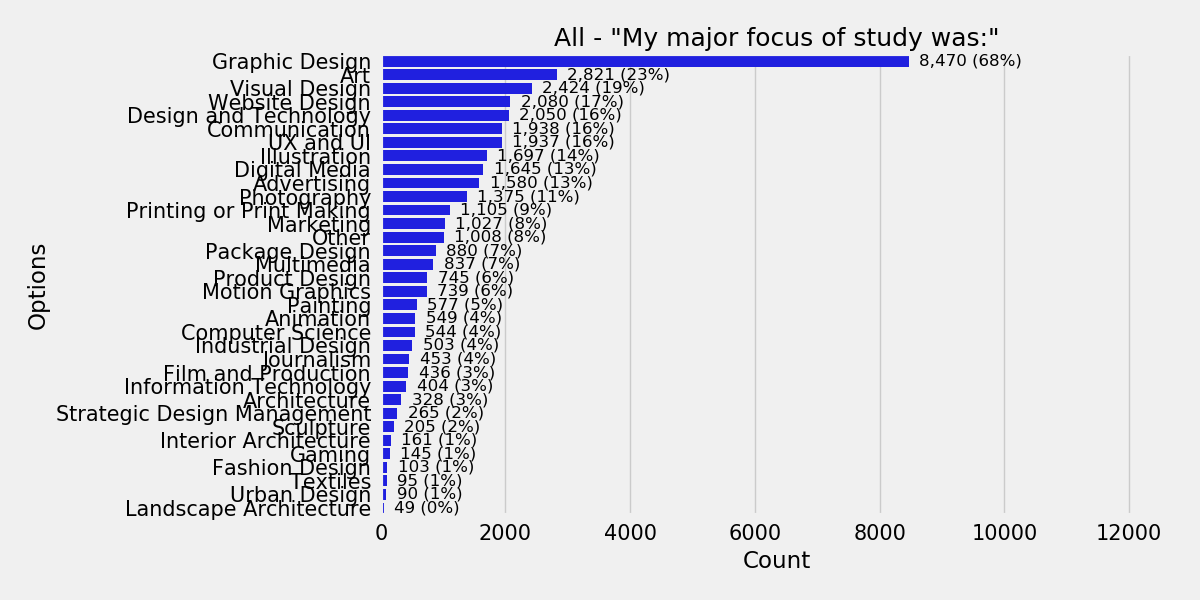 All - "My major focus of study was:"
Graphic Design 8,470 (68%)
Art 2,821 (23%)
Visual Design 2,424 (19%)
Website Design 2,080 (17%)
Design and Technology 2,050 (16%)
Communication 1,938 (16%)
UX and UI 1,937 (16%)
Illustration 1,697 (14%)
Digital Media 1,645 (13%)
Advertising 1,580 (13%)
Photography 1,375 (11%)
Printing or Print Making 1,105 (9%)
Marketing 1,027 (8%)
Other 1,008 (8%)
Package Design 880 (7%)
Multimedia 837 (7%)
Product Design 745 (6%)
Motion Graphics 739 (6%)
Painting 577 (5%)
Animation 549 (4%)
Computer Science 544 (4%)
Industrial Design 503 (4%)
Journalism 453 (4%)
Film and Production 436 (3%)
Information Technology 404 (3%)
Architecture 328 (3%)
Strategic Design Management 265 (2%)
Sculpture 205 (2%)
Interior Architecture 161 (1%)
Gaming 145 (1%)
Fashion Design 103 (1%)
Textiles 95 (1%)
Urban Design 90 (1%)
Landscape Architecture 49 (0%)
Options
0 2000 4000 6000 8000 10000 12000
Count